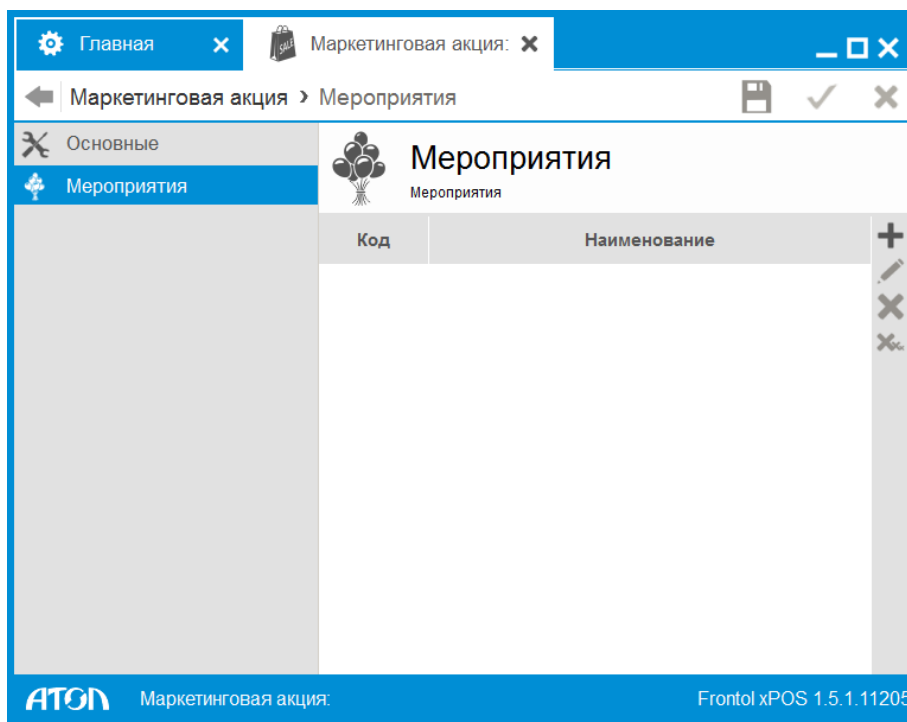 Главная
Маркетинговая акция:
SALE
Маркетинговая акция › Мероприятия
Основные
Мероприятия
Мероприятия
Мероприятия
Код Наименование
АТОЛ Маркетинговая акция: Frontol xPOS 1.5.1.11205